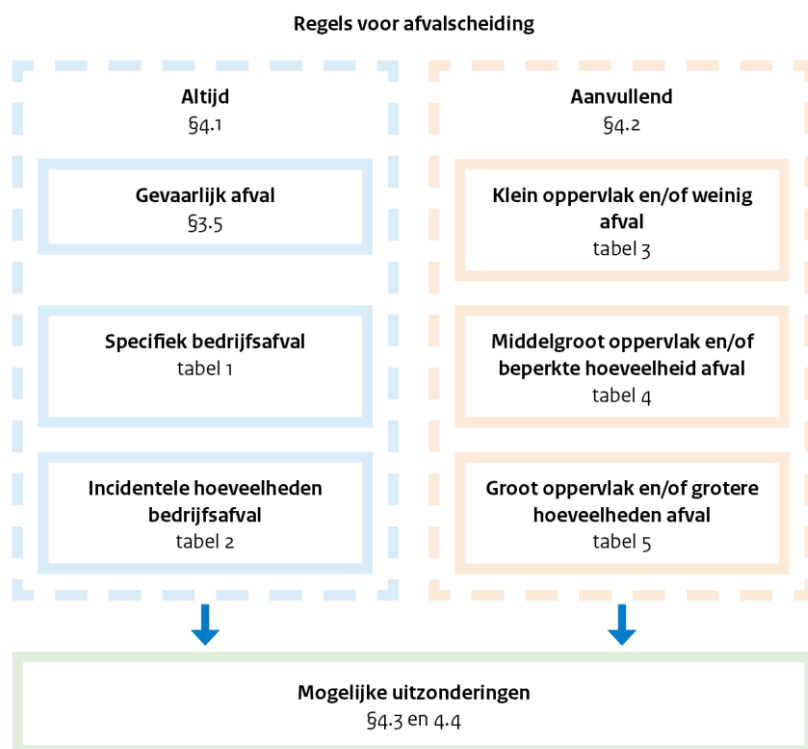 Regels voor afvalscheiding
Altijd
§4.1
Gevaarlijk afval
§3.5
Specifiek bedrijfsafval
tabel 1
Incidentele hoeveelheden
bedrijfsafval
tabel 2
Aanvullend
§4.2
Klein oppervlak en/of weinig
afval
tabel 3
Middelgroot oppervlak en/of
beperkte hoeveelheid afval
tabel 4
Groot oppervlak en/of grotere
hoeveelheden afval
tabel 5
Mogelijke uitzonderingen
§4.3 en 4.4